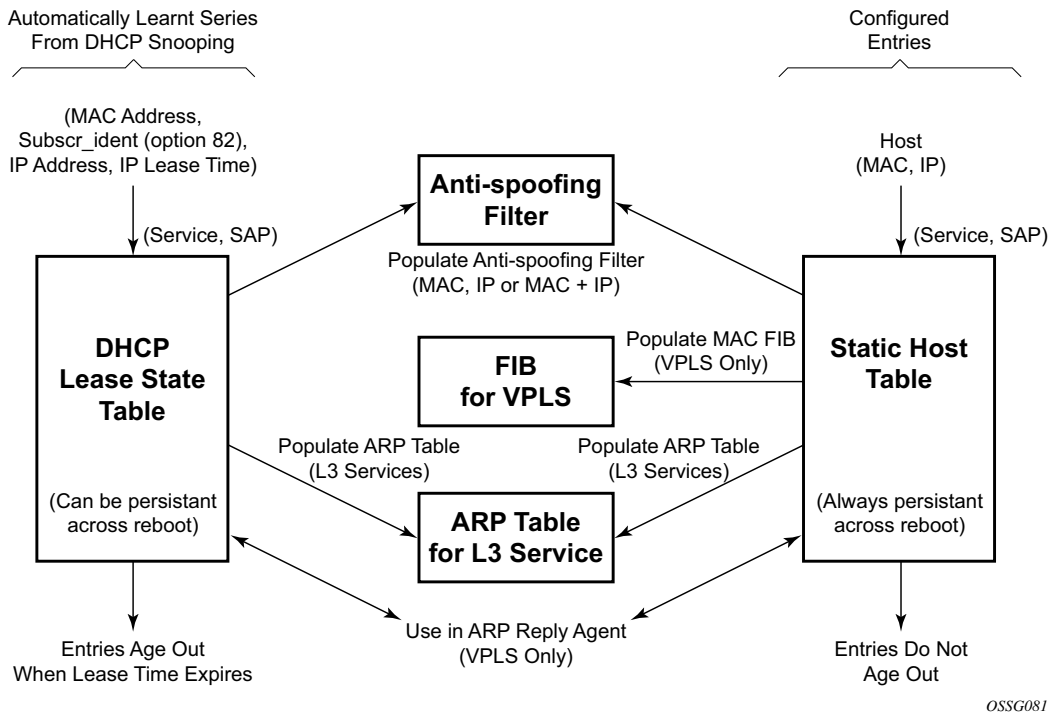 Automatically Learnt Series
From DHCP Snooping
Configured
Entries
(MAC Address,
Subscr_ident (option 82),
IP Address, IP Lease Time)
Host
(MAC, IP)
Anti-spoofing
Filter
(Service, SAP)
(Service, SAP)
Populate Anti-spoofing Filter
(MAC, IP or MAC + IP)
DHCP
Lease State
Table
FIB
for VPLS
Populate MAC FIB
(VPLS Only)
Static Host
Table
Populate ARP Table
(L3 Services)
Populate ARP Table
(L3 Services)
(Can be persistant
across reboot)
ARP Table
for L3 Service
(Always persistant
across reboot)
Use in ARP Reply Agent
(VPLS Only)
Entries Age Out
When Lease Time Expires
Entries Do Not
Age Out
OSSG081